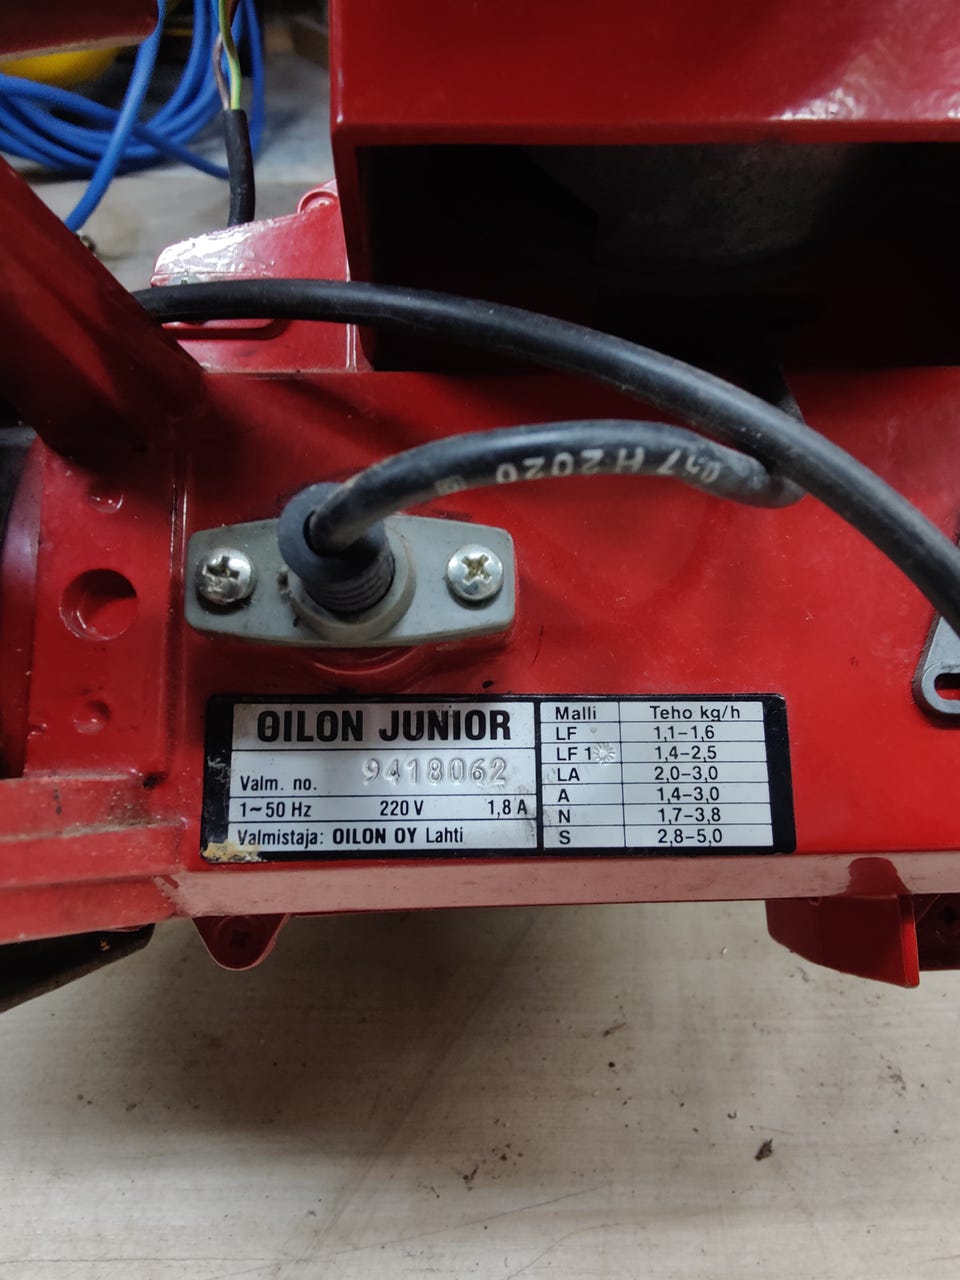 057 H2020
OILON JUNIOR
Valm. no. 9418062
1~50 Hz 220 V 1,8 A
Valmistaja: OILON OY Lahti
Malli Teho kg/h
LF 1,1-1,6
LF 1 1,4-2,5
LA 2,0-3,0
A 1,4-3,0
N 1,7-3,8
S 2,8-5,0